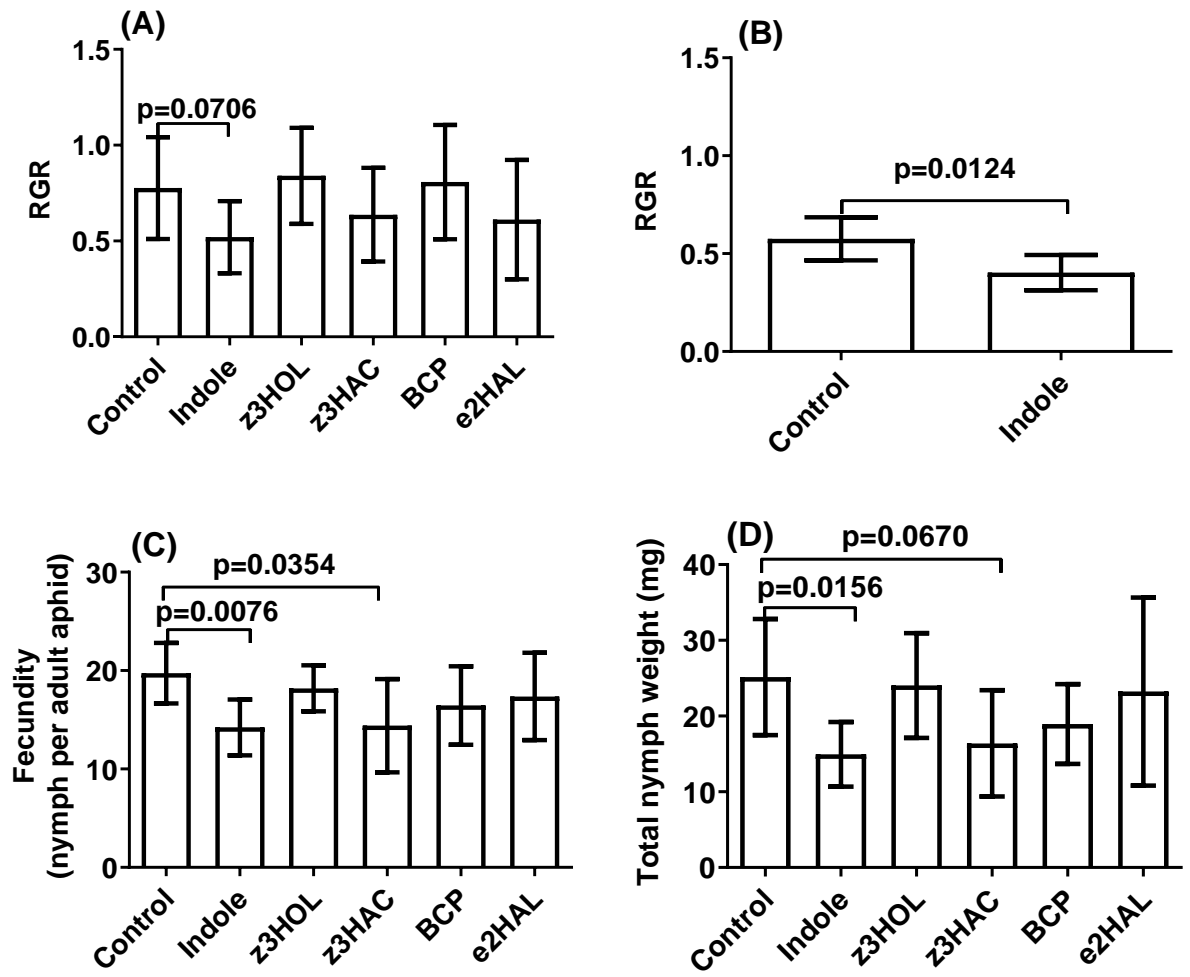 (A)
1.5
1.0
0.5
0.0
RGR
p=0.0706
Control
Indole
z3HOL
z3HAC
BCP
e2HAL
(B)
1.5
1.0
0.5
0.0
RGR
p=0.0124
Control
Indole
(C)
30
20
10
0
Fecundity
(nymph per adult aphid)
p=0.0354
p=0.0076
Control
Indole
z3HOL
z3HAC
BCP
e2HAL
(D)
40
30
20
10
0
Total nymph weight (mg)
p=0.0670
p=0.0156
Control
Indole
z3HOL
z3HAC
BCP
e2HAL